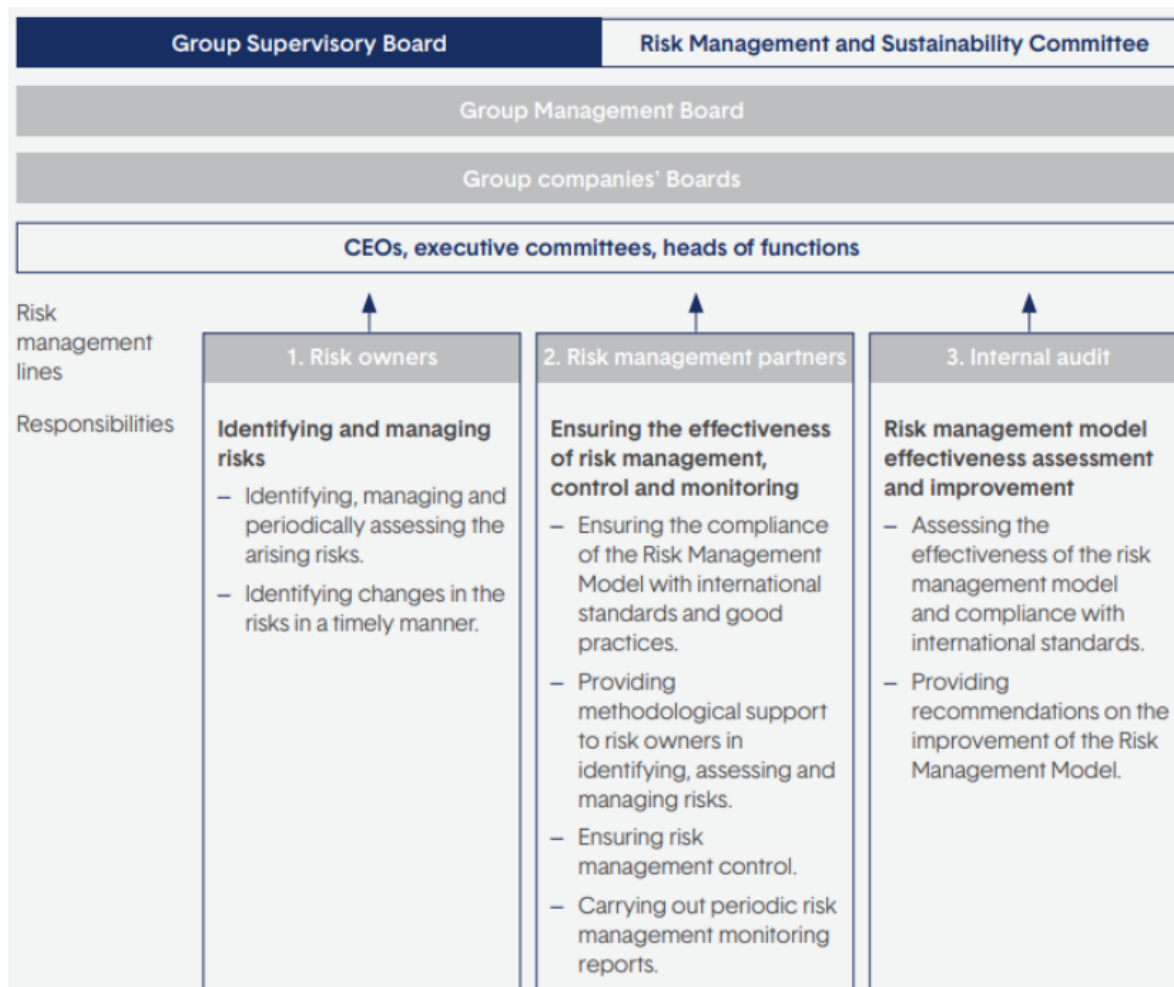 Group Supervisory Board
Risk Management and Sustainability Committee
Group Management Board
Group companies' Boards
CEOs, executive committees, heads of functions
Risk
management
lines
1. Risk owners
2. Risk management partners
3. Internal audit
Responsibilities
Identifying and managing
risks
– Identifying, managing and
periodically assessing the
arising risks.
– Identifying changes in the
risks in a timely manner.
Ensuring the effectiveness
of risk management,
control and monitoring
– Ensuring the compliance
of the Risk Management
Model with international
standards and good
practices.
– Providing
methodological support
to risk owners in
identifying, assessing and
managing risks.
– Ensuring risk
management control.
– Carrying out periodic risk
management monitoring
reports.
Risk management model
effectiveness assessment
and improvement
– Assessing the
effectiveness of the risk
management model
and compliance with
international standards.
– Providing
recommendations on the
improvement of the Risk
Management Model.